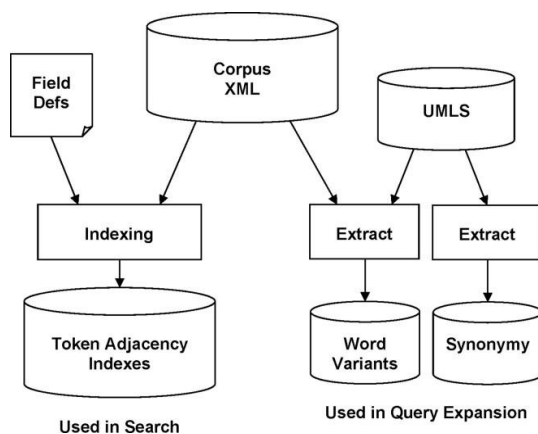 Field
Defs
Corpus
XML
UMLS
Indexing
Extract
Extract
Token Adjacency
Indexes
Word
Variants
Synonymy
Used in Search
Used in Query Expansion